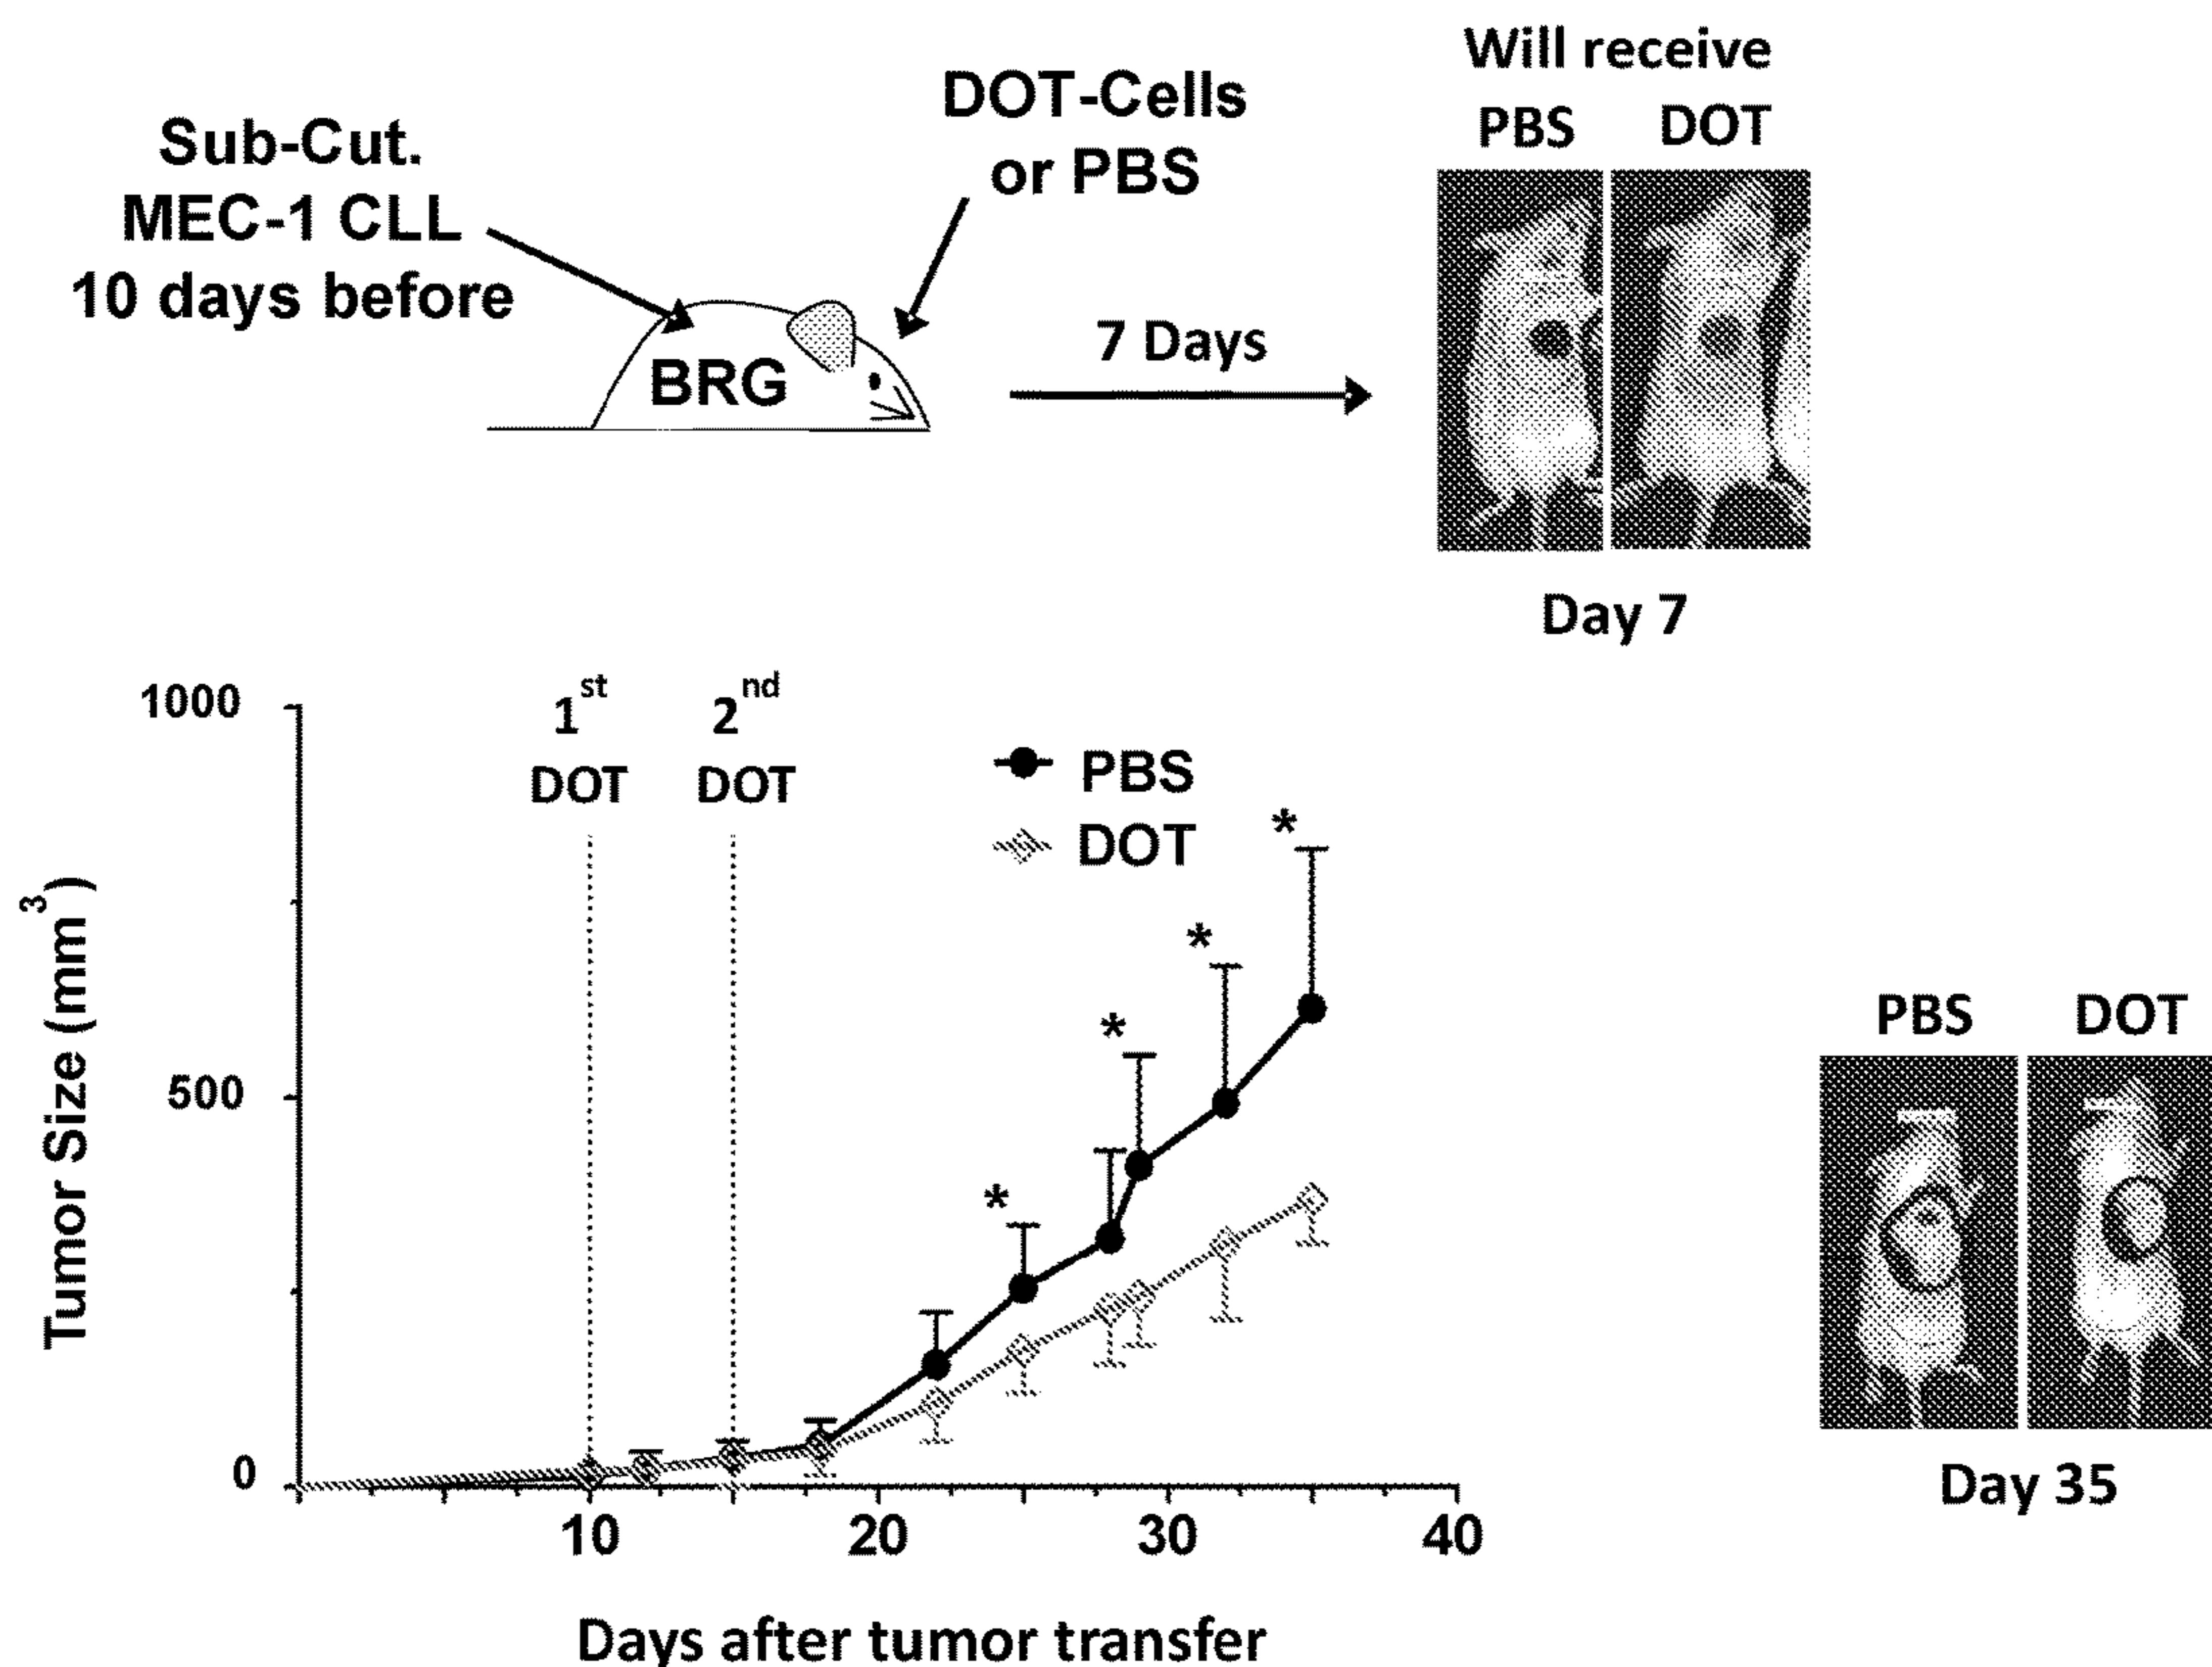 Sub-Cut.
MEC-1 CLL
10 days before
DOT-Cells
or PBS
BRG
7 Days
Will receive
PBS DOT
Day 7
1000
500
0
Tumor Size (mm³)
1st
DOT
2nd
DOT
PBS
DOT
*
*
*
*
10 20 30 40
Days after tumor transfer
PBS DOT
Day 35